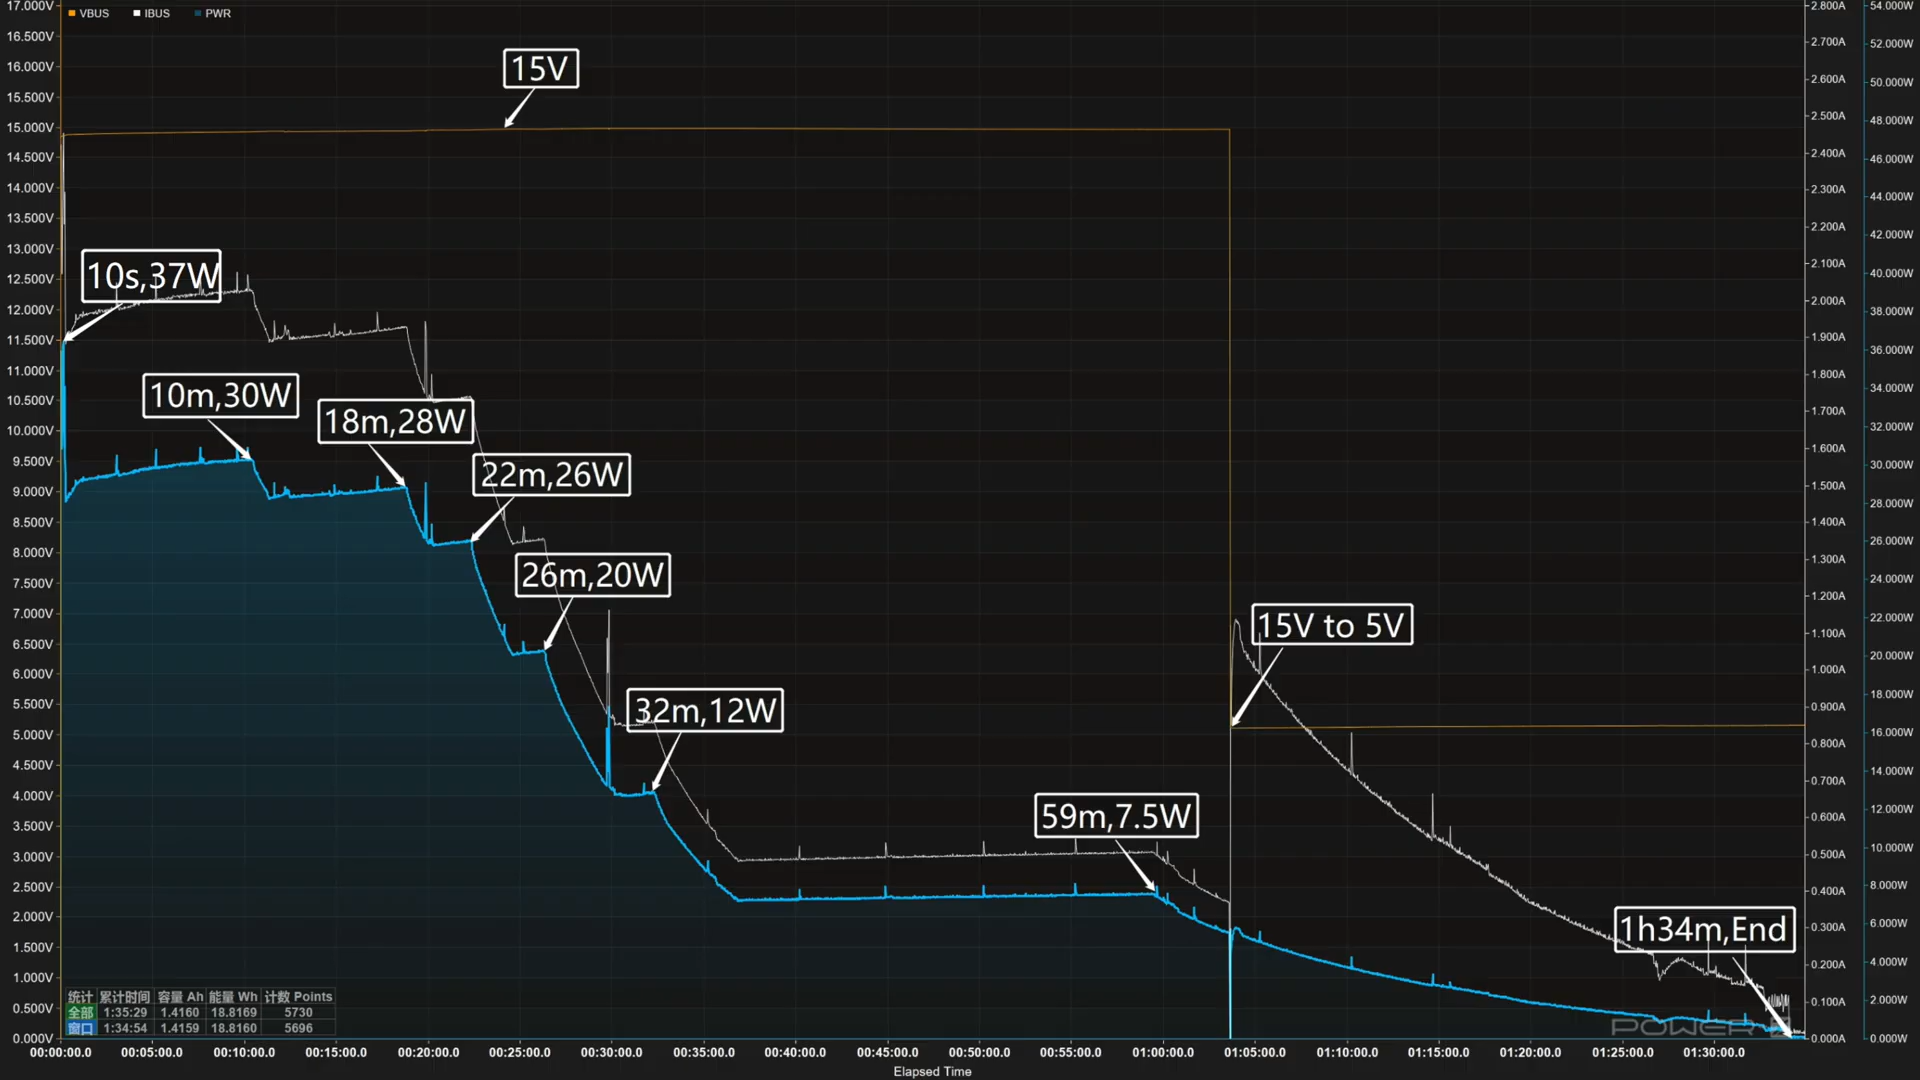 VBUS IBUS PWR
17.000V
16.500V
16.000V
15.500V
15.000V
14.500V
14.000V
13.500V
13.000V
12.500V
12.000V
11.500V
11.000V
10.500V
10.000V
9.500V
9.000V
8.500V
8.000V
7.500V
7.000V
6.500V
6.000V
5.500V
5.000V
4.500V
4.000V
3.500V
3.000V
2.500V
2.000V
1.500V
1.000V
0.500V
0.000V
15V
10s,37W
10m,30W
18m,28W
22m,26W
26m,20W
32m,12W
59m,7.5W
15V to 5V
1h34m,End
2.800A
2.700A
2.600A
2.500A
2.400A
2.300A
2.200A
2.100A
2.000A
1.900A
1.800A
1.700A
1.600A
1.500A
1.400A
1.300A
1.200A
1.100A
1.000A
0.900A
0.800A
0.700A
0.600A
0.500A
0.400A
0.300A
0.200A
0.100A
0.000A
54.000W
52.000W
50.000W
48.000W
46.000W
44.000W
42.000W
40.000W
38.000W
36.000W
34.000W
32.000W
30.000W
28.000W
26.000W
24.000W
22.000W
20.000W
18.000W
16.000W
14.000W
12.000W
10.000W
8.000W
6.000W
4.000W
2.000W
0.000W
统计 累计时间 容量 Ah 能量 Wh 计数 Points
全部 1:35:29 1.4160 18.8169 5730
窗口 1:34:54 1.4159 18.8160 5696
00:00:00.0 00:05:00.0 00:10:00.0 00:15:00.0 00:20:00.0 00:25:00.0 00:30:00.0 00:35:00.0 00:40:00.0 00:45:00.0 00:50:00.0 00:55:00.0 01:00:00.0 01:05:00.0 01:10:00.0 01:15:00.0 01:20:00.0 01:25:00.0 01:30:00.0
Elapsed Time